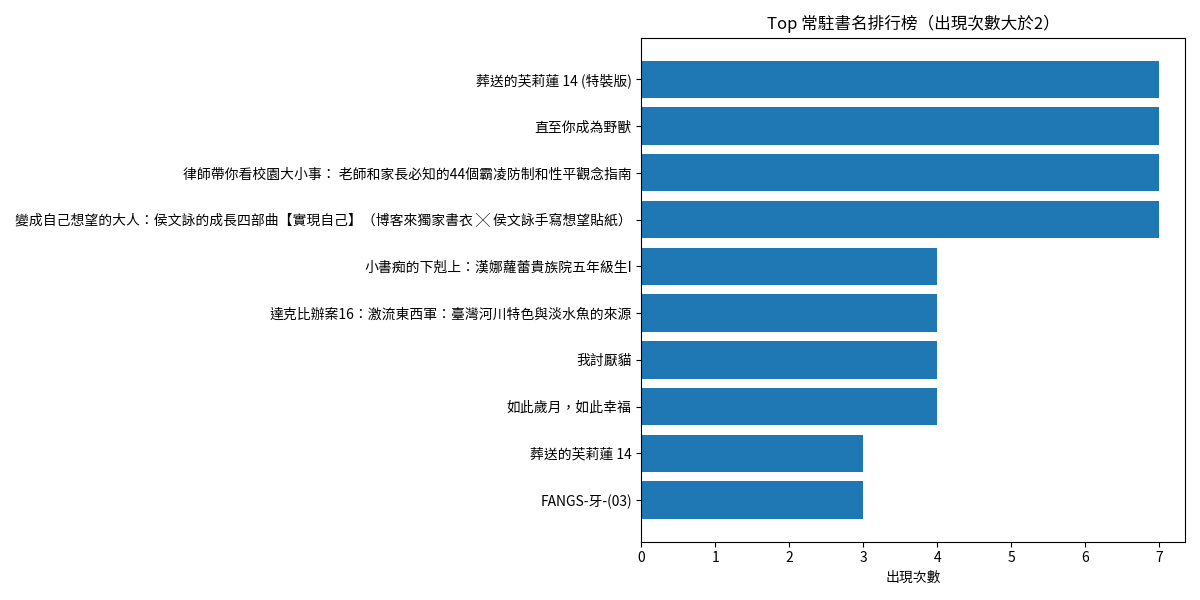 Top 常駐書名排行榜（出現次數大於2）
葬送的芙莉蓮 14 (特裝版)
直至你成為野獸
律師帶你看校園大小事： 老師和家長必知的44個霸凌防制和性平觀念指南
變成自己想望的大人：侯文詠的成長四部曲【實現自己】（博客來獨家書衣 ╳ 侯文詠手寫想望貼紙）
小書痴的下剋上：漢娜蘿蕾貴族院五年級生I
達克比辦案16：激流東西軍：臺灣河川特色與淡水魚的來源
我討厭貓
如此歲月，如此幸福
葬送的芙莉蓮 14
FANGS-牙-(03)
0 1 2 3 4 5 6 7
出現次數